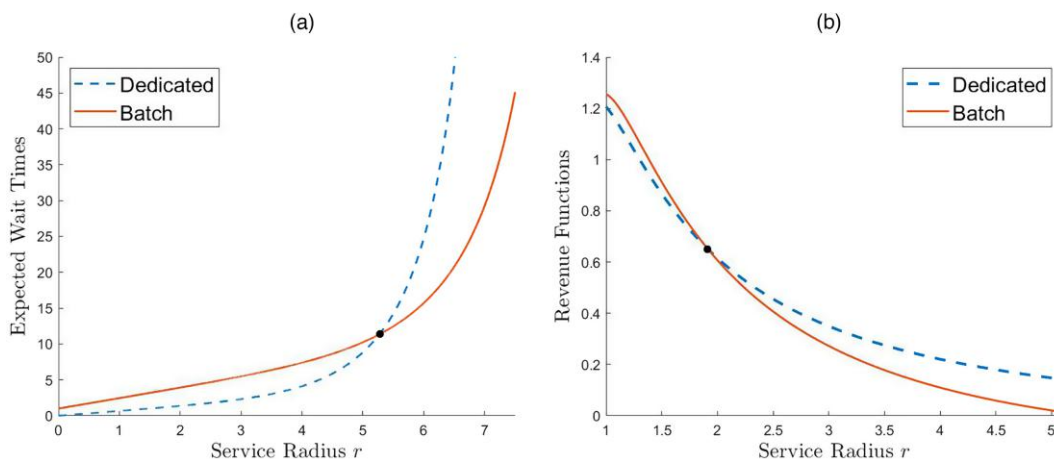 (a)
50
45
40
35
30
25
20
15
10
5
0
Expected Wait Times
Dedicated
Batch
0 1 2 3 4 5 6 7
Service Radius r
(b)
1.4
1.2
1
0.8
0.6
0.4
0.2
0
Revenue Functions
Dedicated
Batch
1 1.5 2 2.5 3 3.5 4 4.5 5
Service Radius r